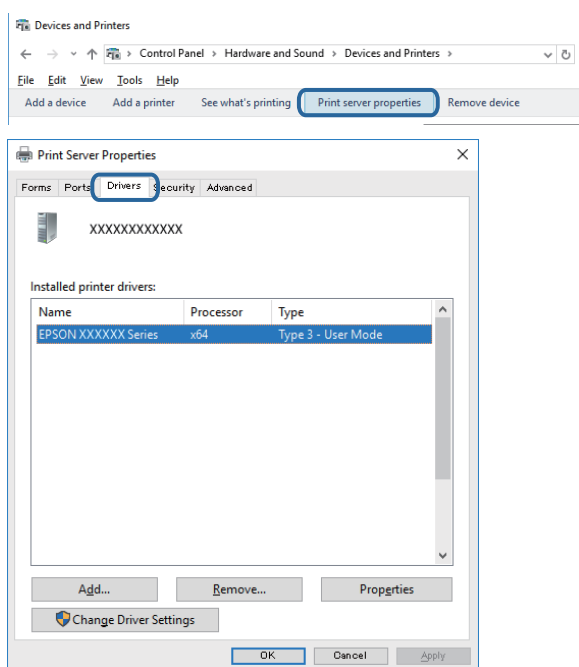 Devices and Printers
Control Panel > Hardware and Sound > Devices and Printers >
File Edit View Tools Help
Add a device Add a printer See what's printing Print server properties Remove device
Print Server Properties
Forms Ports Drivers Security Advanced
XXXXXXXXXXXX
Installed printer drivers:
Name Processor Type
EPSON XXXXXX Series x64 Type 3 - User Mode
Add... Remove... Properties
Change Driver Settings
OK Cancel Apply